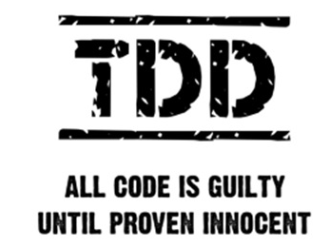 TDD
ALL CODE IS GUILTY
UNTIL PROVEN INNOCENT